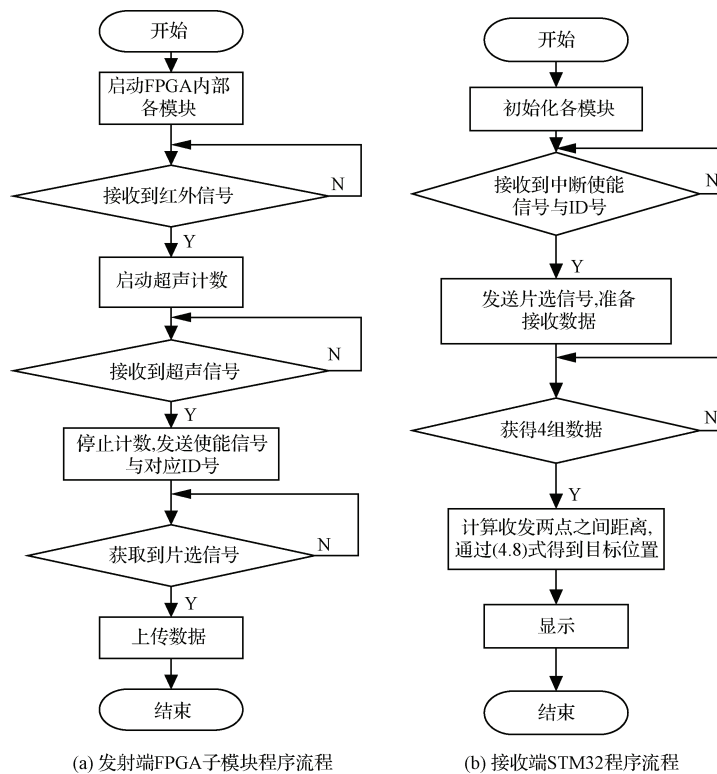 开始
启动FPGA内部
各模块
接收到红外信号
N
Y
启动超声计数
接收到超声信号
N
Y
停止计数,发送使能信号
与对应ID号
获取到片选信号
N
Y
上传数据
结束
(a) 发射端FPGA子模块程序流程
开始
初始化各模块
接收到中断使能
信号与ID号
N
Y
发送片选信号,准备
接收数据
获得4组数据
N
Y
计算收发两点之间距离,
通过(4.8)式得到目标位置
显示
结束
(b) 接收端STM32程序流程